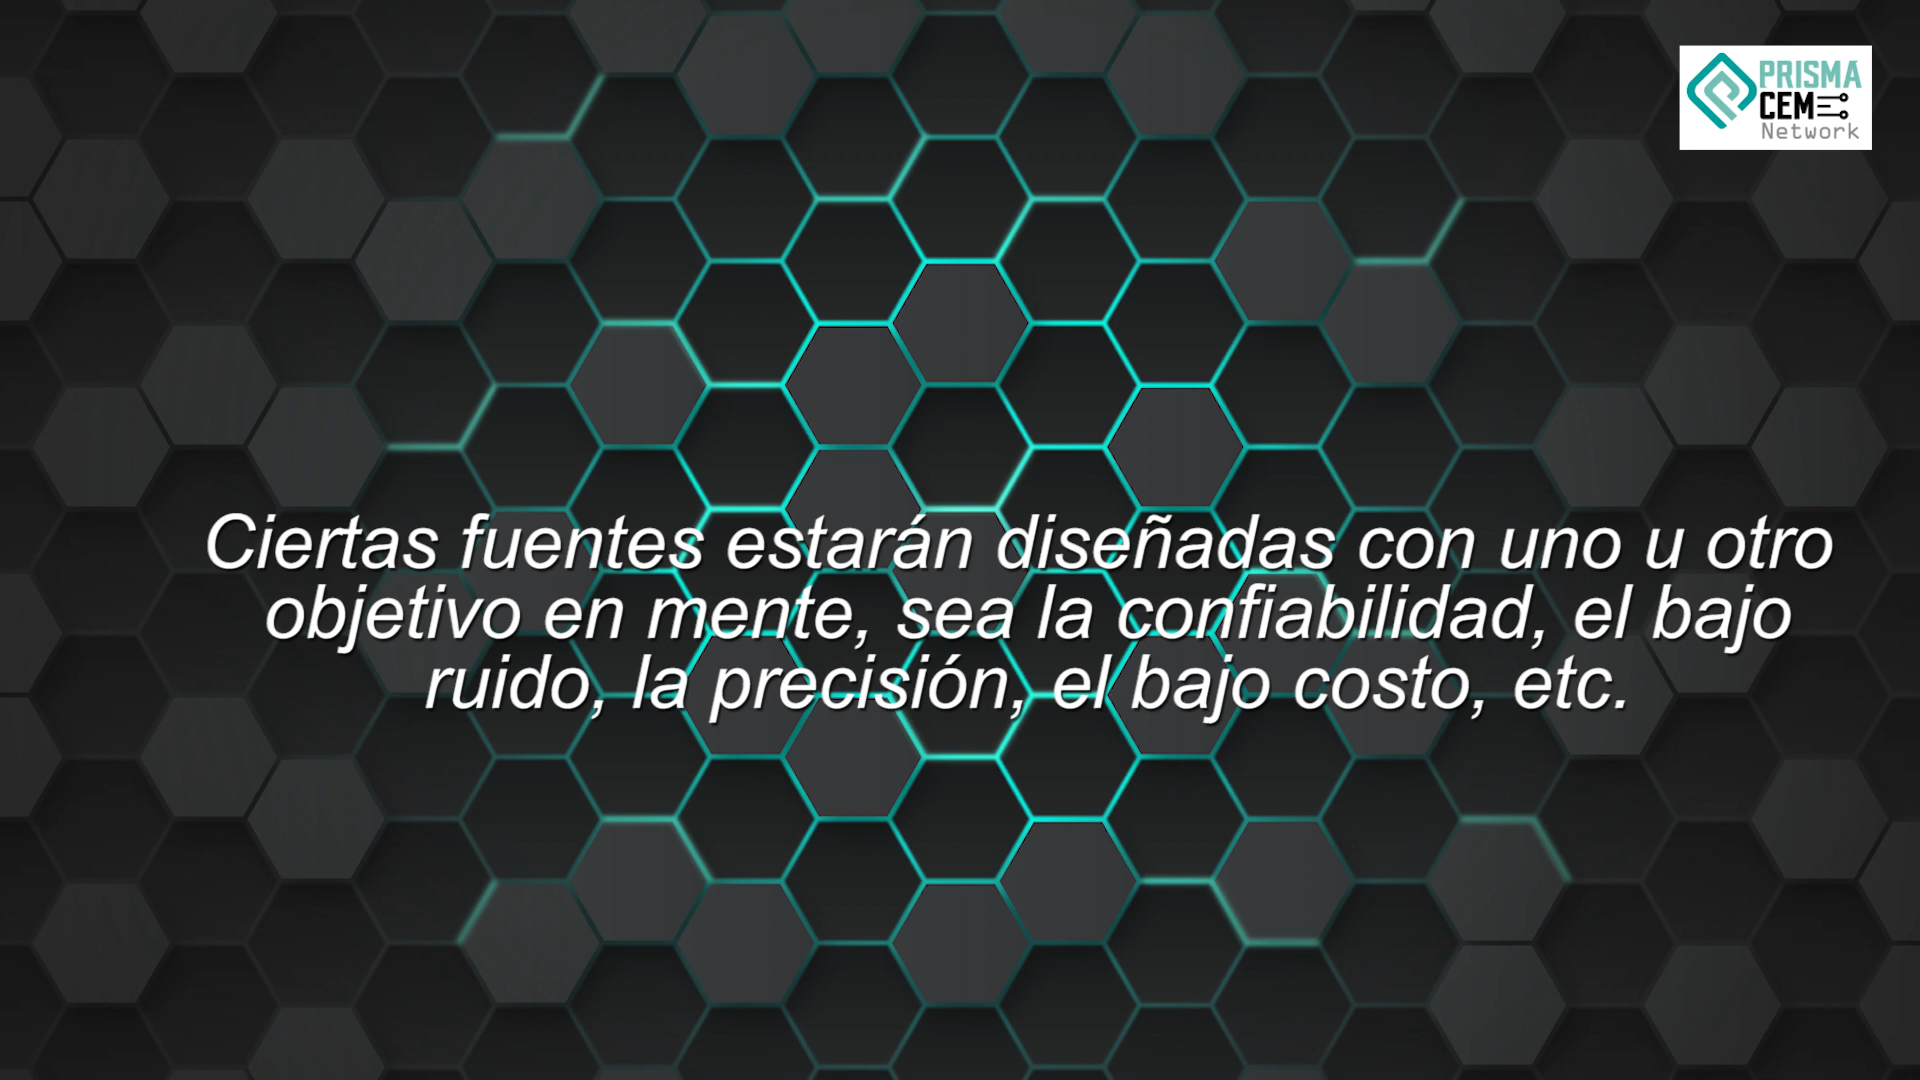 PRISMA
CEM
Network
Ciertas fuentes estarán diseñadas con uno u otro
objetivo en mente, sea la confiabilidad, el bajo
ruido, la precisión, el bajo costo, etc.